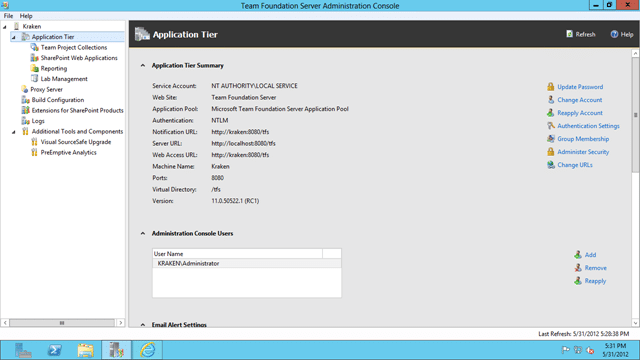 Team Foundation Server Administration Console
File Help
Kraken
Application Tier
Team Project Collections
SharePoint Web Applications
Reporting
Lab Management
Proxy Server
Build Configuration
Extensions for SharePoint Products
Logs
Additional Tools and Components
Visual SourceSafe Upgrade
PreEmptive Analytics
Application Tier
Refresh
Help
Application Tier Summary
Service Account: NT AUTHORITY\LOCAL SERVICE
Web Site: Team Foundation Server
Application Pool: Microsoft Team Foundation Server Application Pool
Authentication: NTLM
Notification URL: http://kraken:8080/tfs
Server URL: http://localhost:8080/tfs
Web Access URL: http://kraken:8080/tfs
Machine Name: Kraken
Ports: 8080
Virtual Directory: /tfs
Version: 11.0.50522.1 (RC1)
Update Password
Change Account
Reapply Account
Authentication Settings
Group Membership
Administer Security
Change URLs
Administration Console Users
User Name
KRAKEN\Administrator
Add
Remove
Reapply
Email Alert Settings
Last Refresh: 5/31/2012 5:28:38 PM
5:31 PM
5/31/2012